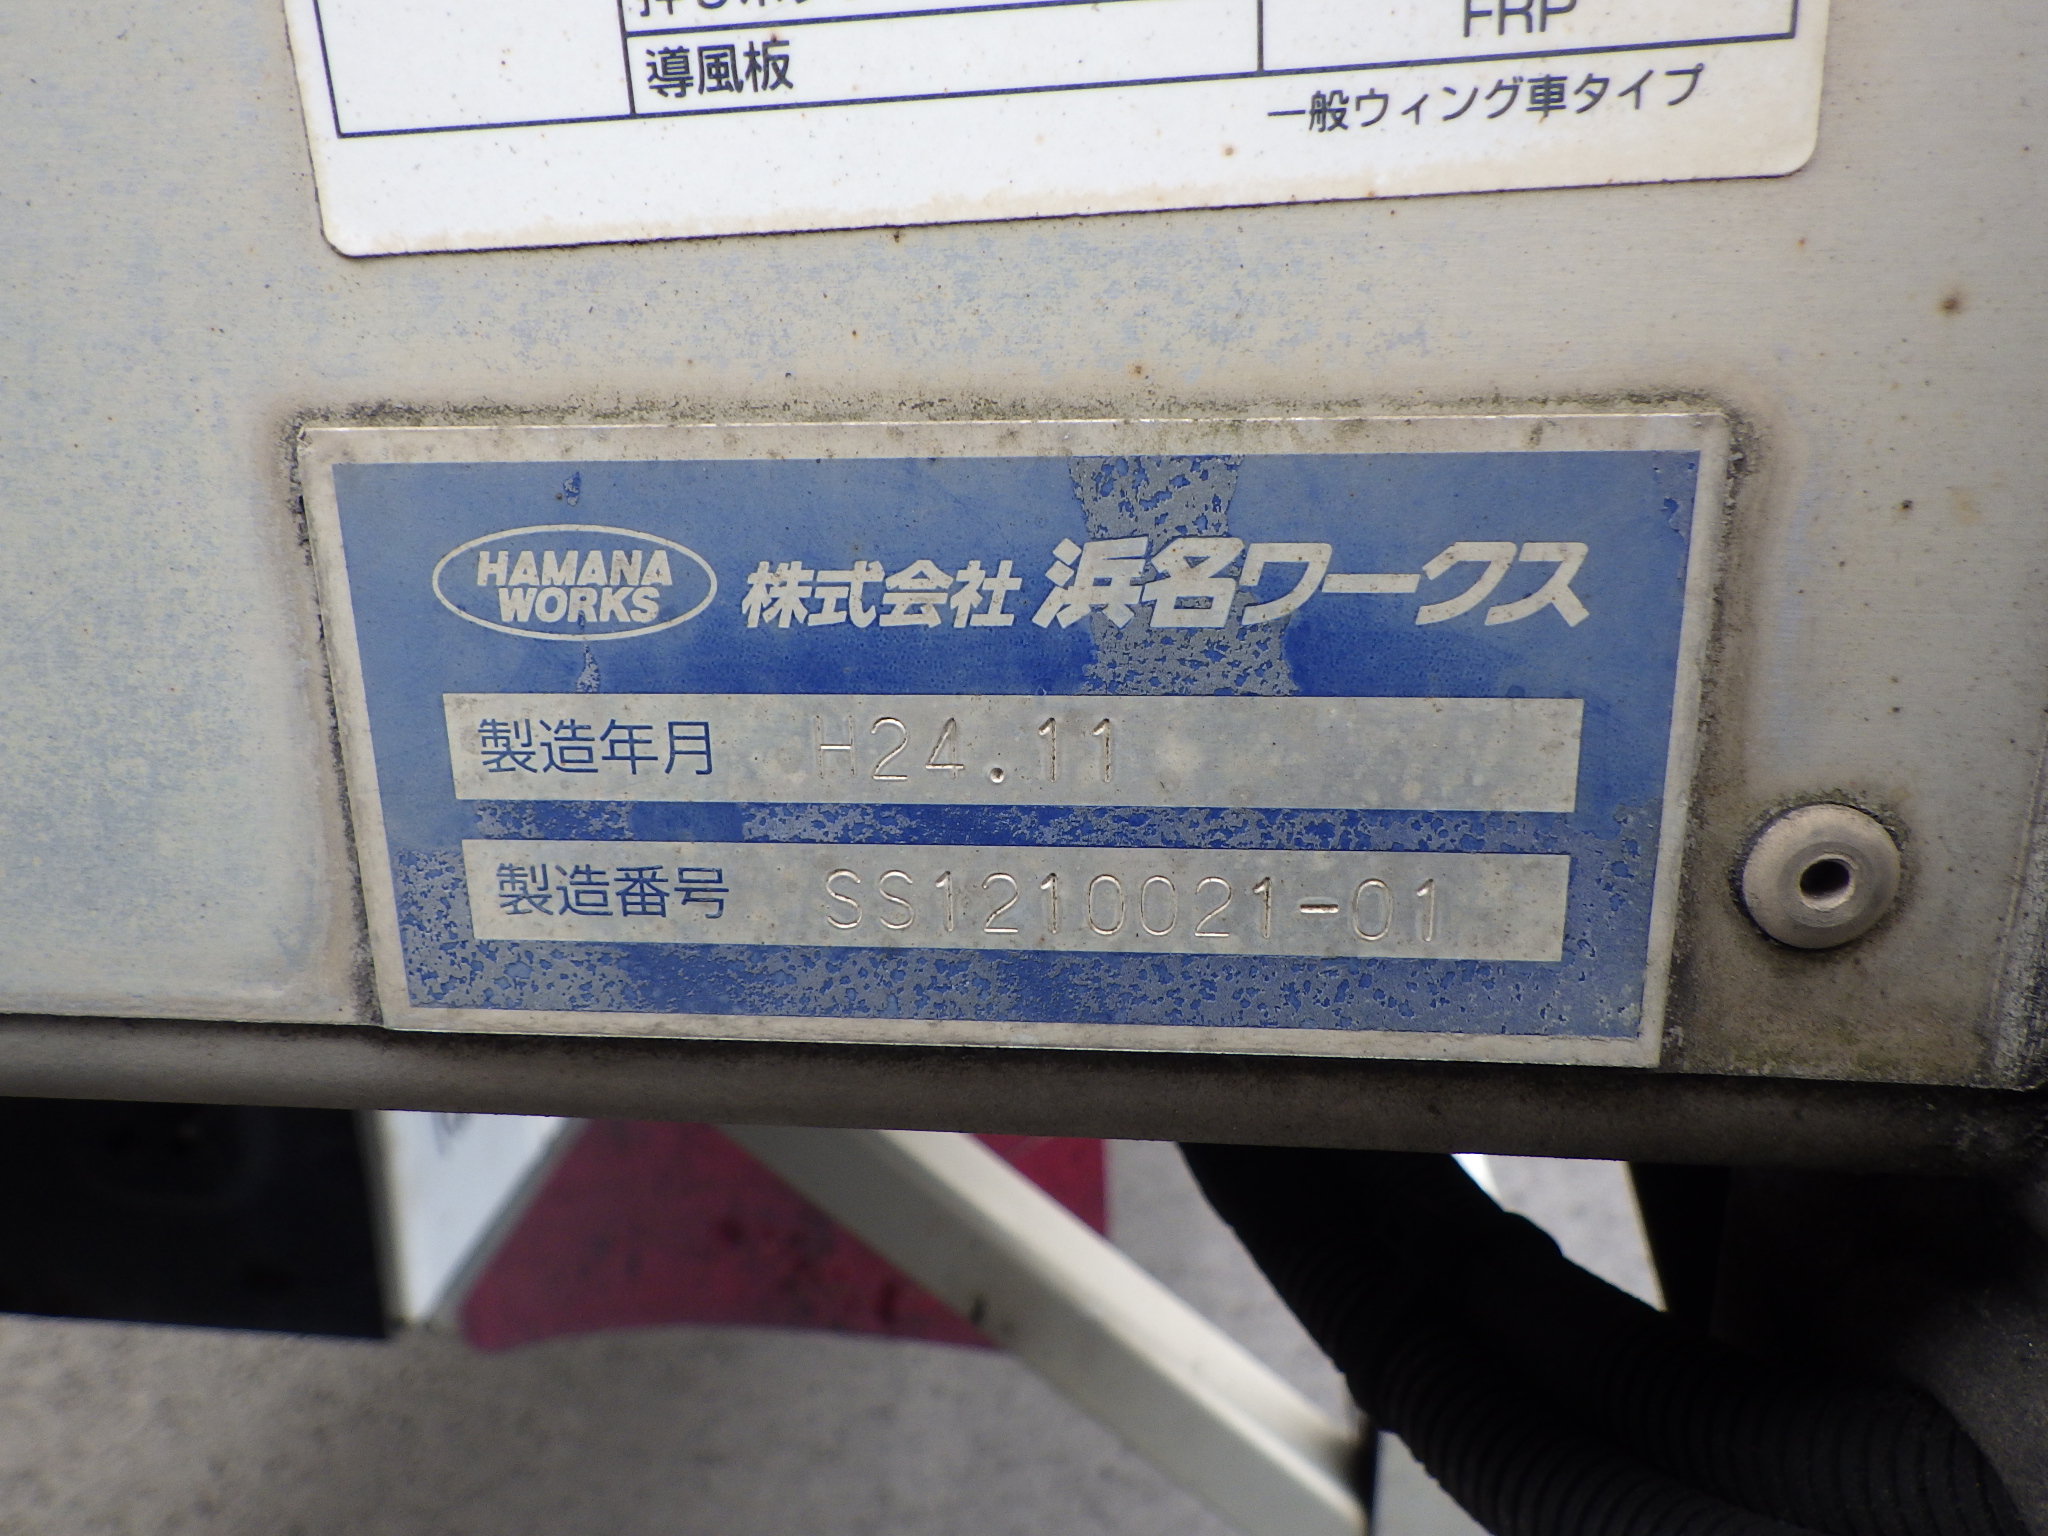 導風板
FRP
一般ウィング車タイプ
HAMANA
WORKS
株式会社 浜名ワークス
製造年月 H24.11
製造番号 SS1210021-01